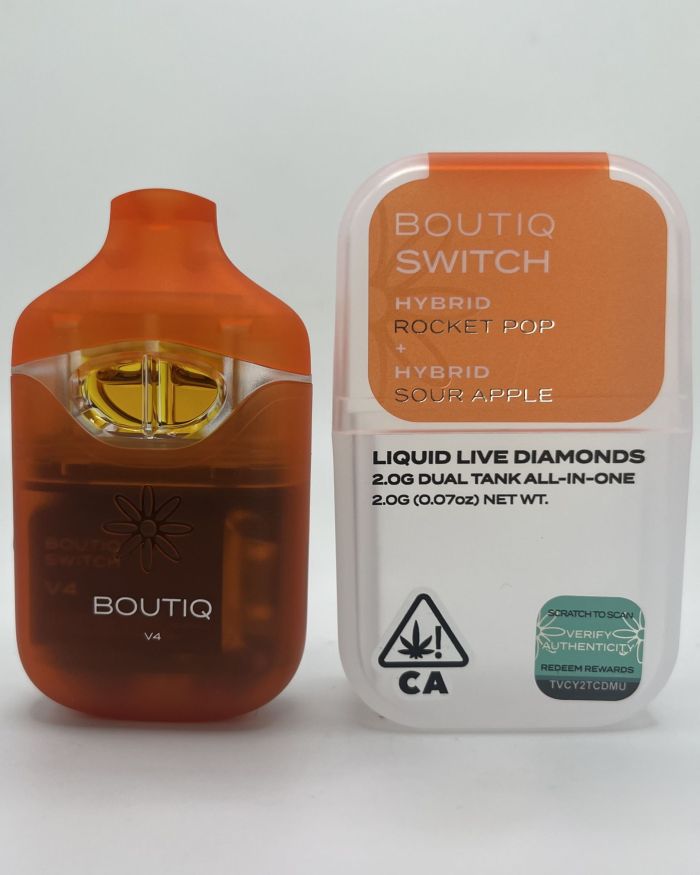 BOUTIQ
SWITCH
V4
BOUTIQ
V4
BOUTIQ
SWITCH
HYBRID
ROCKET POP
+
HYBRID
SOUR APPLE
LIQUID LIVE DIAMONDS
2.0G DUAL TANK ALL-IN-ONE
2.0G (0.07oz) NET WT.
!
CA
SCRATCH TO SCAN
VERIFY
AUTHENTICITY
REDEEM REWARDS
TVCY2TCDMU